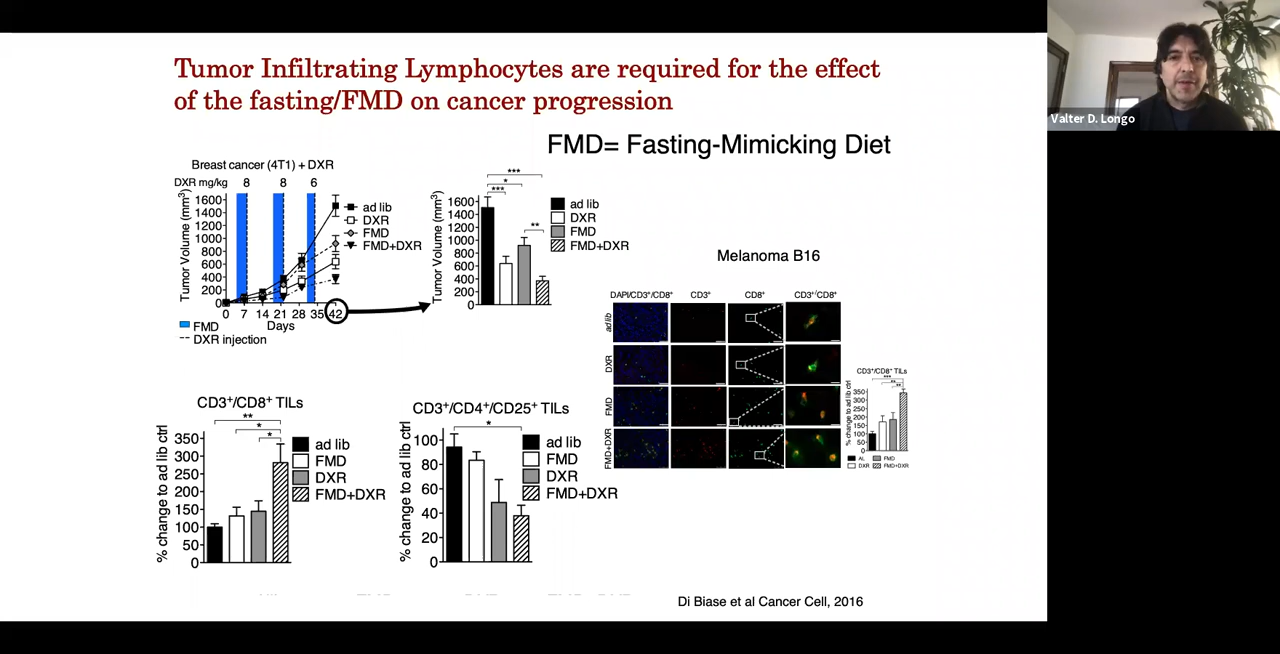 Tumor Infiltrating Lymphocytes are required for the effect
of the fasting/FMD on cancer progression
Valter D. Longo
FMD= Fasting-Mimicking Diet
Breast cancer (4T1) + DXR
DXR mg/kg 8 8 6
Tumor Volume (mm³)
1600
1400
1200
1000
800
600
400
200
0
0 7 14 21 28 35 42
Days
ad lib
DXR
FMD
FMD+DXR
FMD
DXR injection
Tumor Volume (mm³)
1600
1400
1200
1000
800
600
400
200
0
***
*
***
**
ad lib
DXR
FMD
FMD+DXR
Melanoma B16
DAPI/CD3⁺/CD8⁺ CD3⁺ CD8⁺ CD3⁺/CD8⁺
ad lib
DXR
FMD
FMD+DXR
CD3⁺/CD8⁺ TILs
% change to ad lib ctrl
350
300
250
200
150
100
50
0
***
**
**
AL FMD
DXR FMD+DXR
CD3⁺/CD8⁺ TILs
% change to ad lib ctrl
350
300
250
200
150
100
50
0
**
*
*
ad lib
FMD
DXR
FMD+DXR
CD3⁺/CD4⁺/CD25⁺ TILs
% change to ad lib ctrl
100
80
60
40
20
0
*
ad lib
FMD
DXR
FMD+DXR
Di Biase et al Cancer Cell, 2016